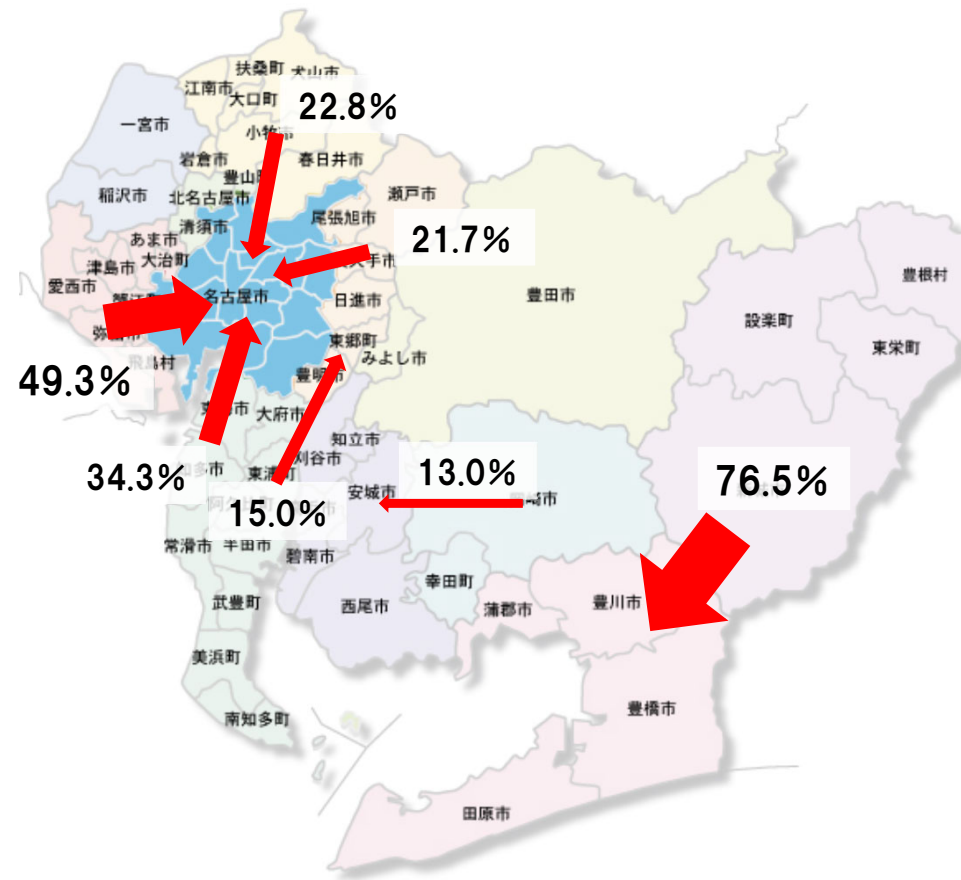 扶桑町
犬山市
江南市
大口町
22.8%
一宮市
小牧市
岩倉市
春日井市
豊山町
瀬戸市
稲沢市
北名古屋市
尾張旭市
清須市
あま市
21.7%
大治町
津島市
豊根村
愛西市
名古屋市
日進市
豊田市
設楽町
東郷町
東栄町
みよし市
飛島村
豊明市
49.3%
大府市
知立市
刈谷市
34.3%
東浦町
13.0%
安城市
76.5%
15.0%
常滑市
半田市
碧南市
幸田町
武豊町
西尾市
蒲郡市
豊川市
美浜町
豊橋市
南知多町
田原市